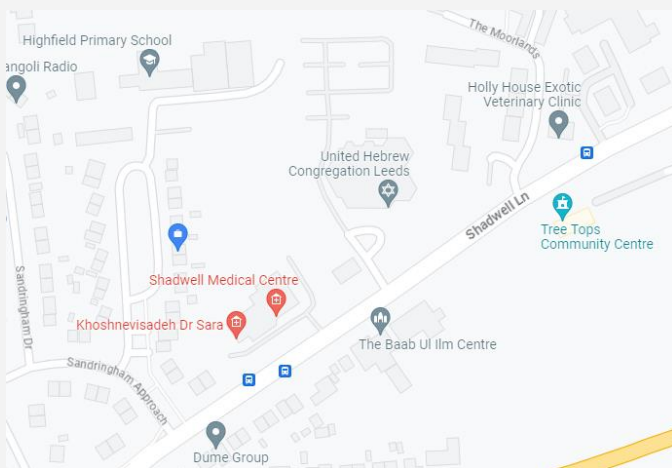 The Moorlands
Highfield Primary School
angoli Radio
Holly House Exotic
Veterinary Clinic
United Hebrew
Congregation Leeds
Shadwell Ln
Tree Tops
Community Centre
Sandringham Dr
Shadwell Medical Centre
Khoshnevisadeh Dr Sara
The Baab Ul Ilm Centre
Sandringham Approach
Dume Group